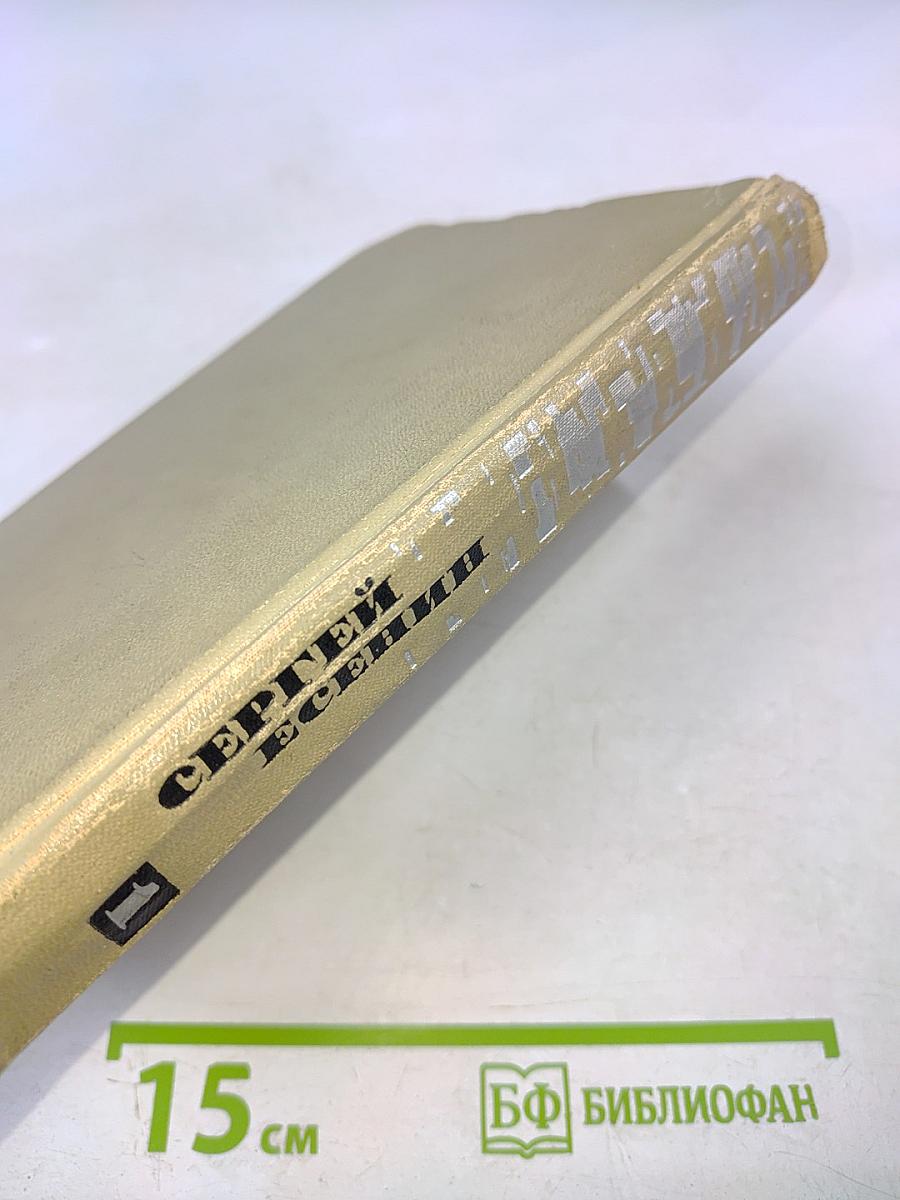 СЕРГЕЙ
ЕСЕНИН
1
15 см
БФ БИБЛИОФАН